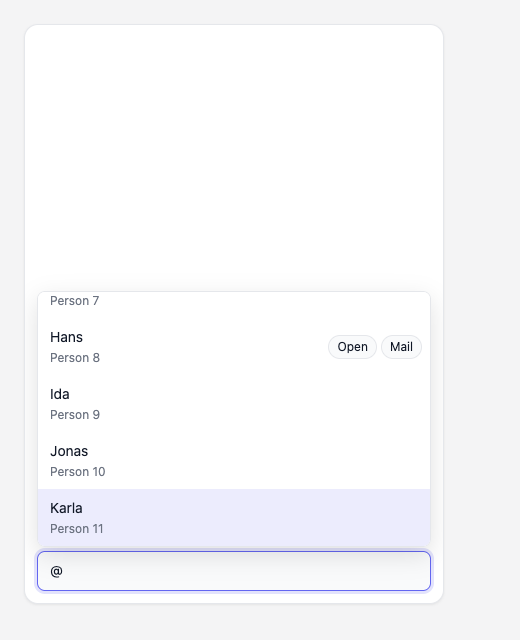 Person 7
Hans
Person 8
Open
Mail
Ida
Person 9
Jonas
Person 10
Karla
Person 11
@